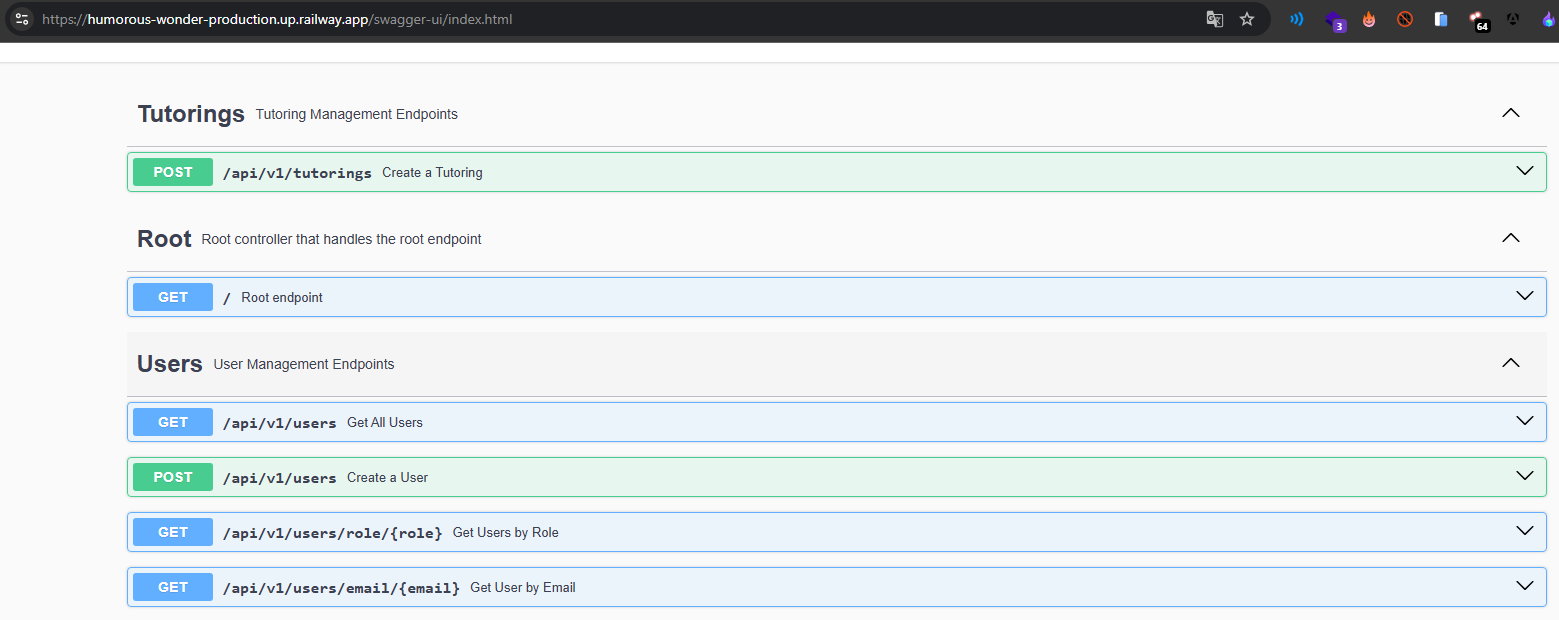 https://humorous-wonder-production.up.railway.app/swagger-ui/index.html
3
64
Tutorings Tutoring Management Endpoints
POST /api/v1/tutorings Create a Tutoring
Root Root controller that handles the root endpoint
GET / Root endpoint
Users User Management Endpoints
GET /api/v1/users Get All Users
POST /api/v1/users Create a User
GET /api/v1/users/role/{role} Get Users by Role
GET /api/v1/users/email/{email} Get User by Email